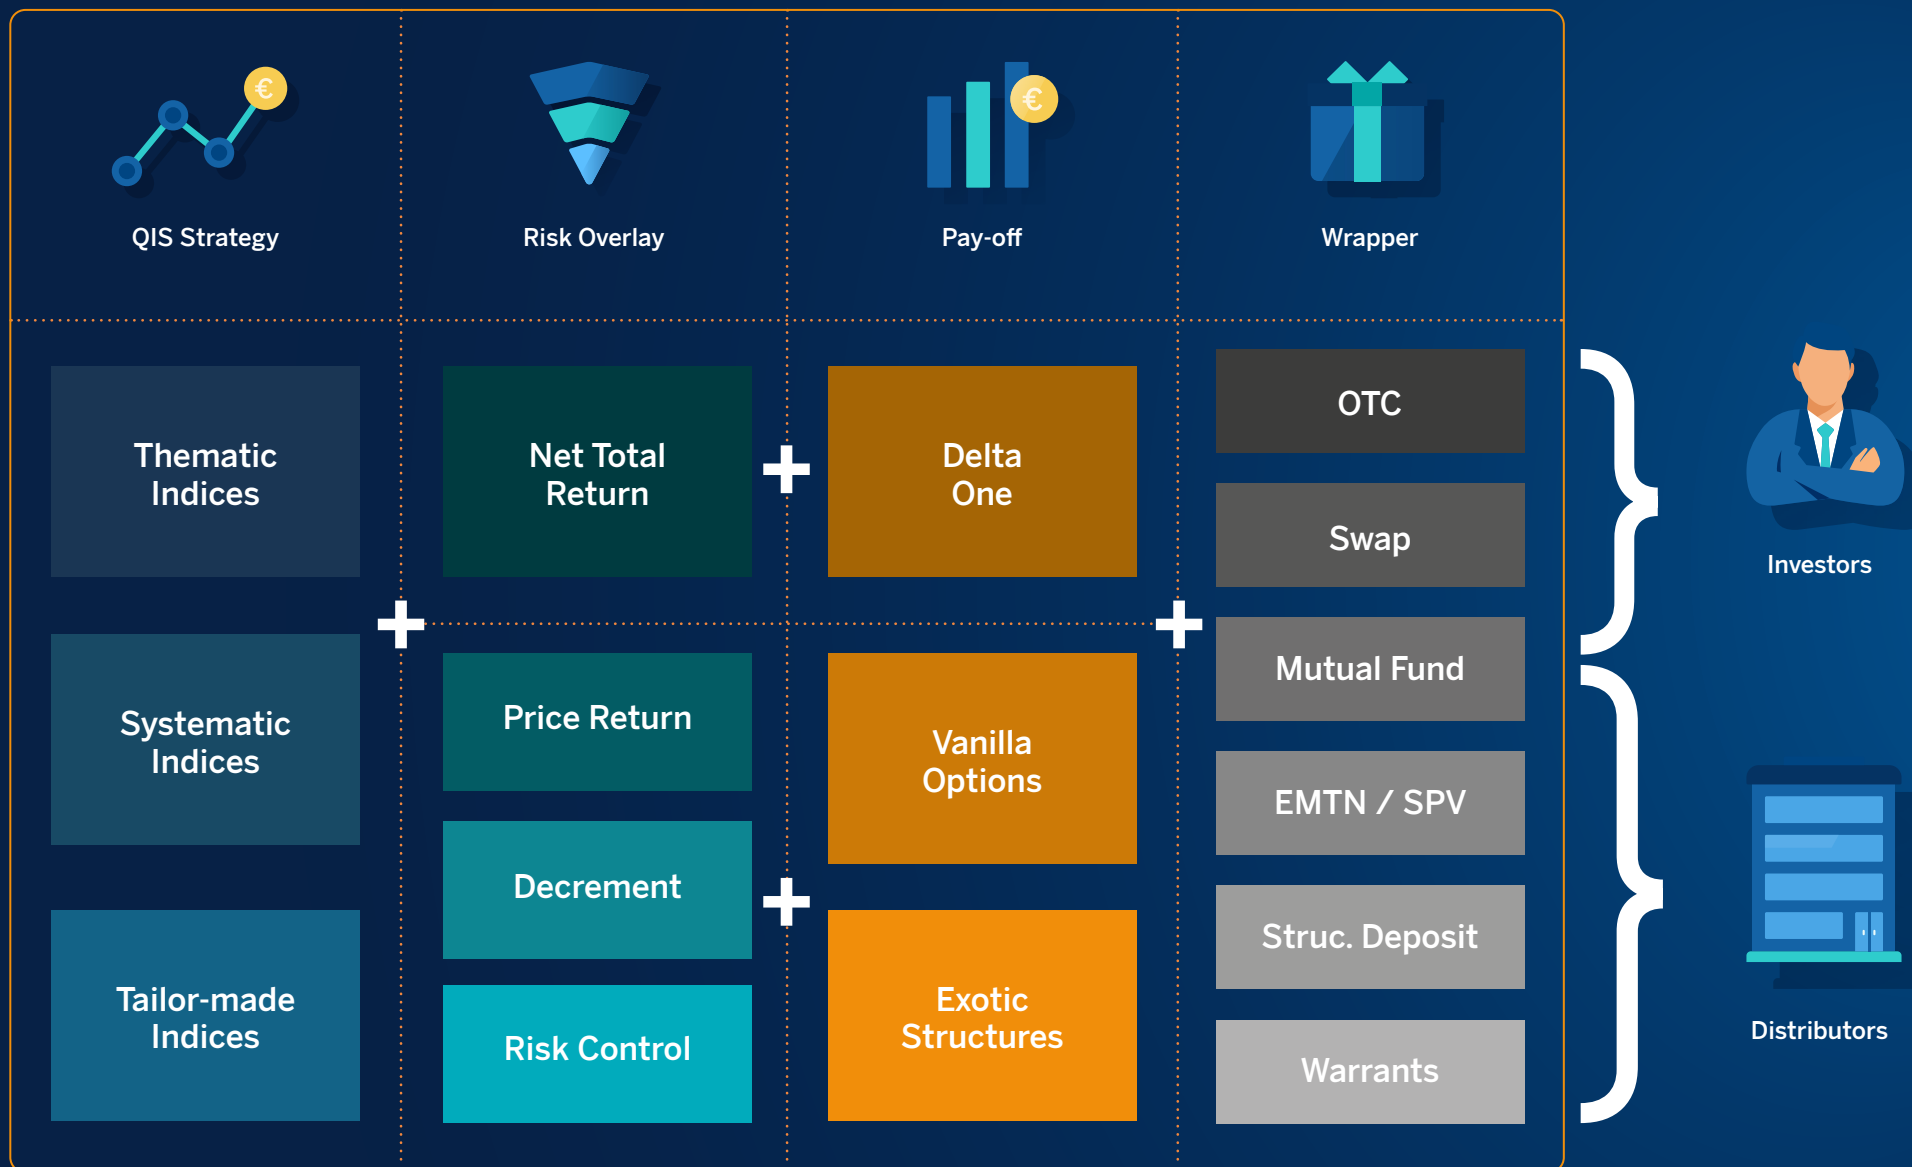 €
€
QIS Strategy
Risk Overlay
Pay-off
Wrapper
Thematic
Indices
Systematic
Indices
Tailor-made
Indices
Net Total
Return
Price Return
Decrement
Risk Control
Delta
One
Vanilla
Options
Exotic
Structures
OTC
Swap
Mutual Fund
EMTN / SPV
Struc. Deposit
Warrants
Investors
Distributors